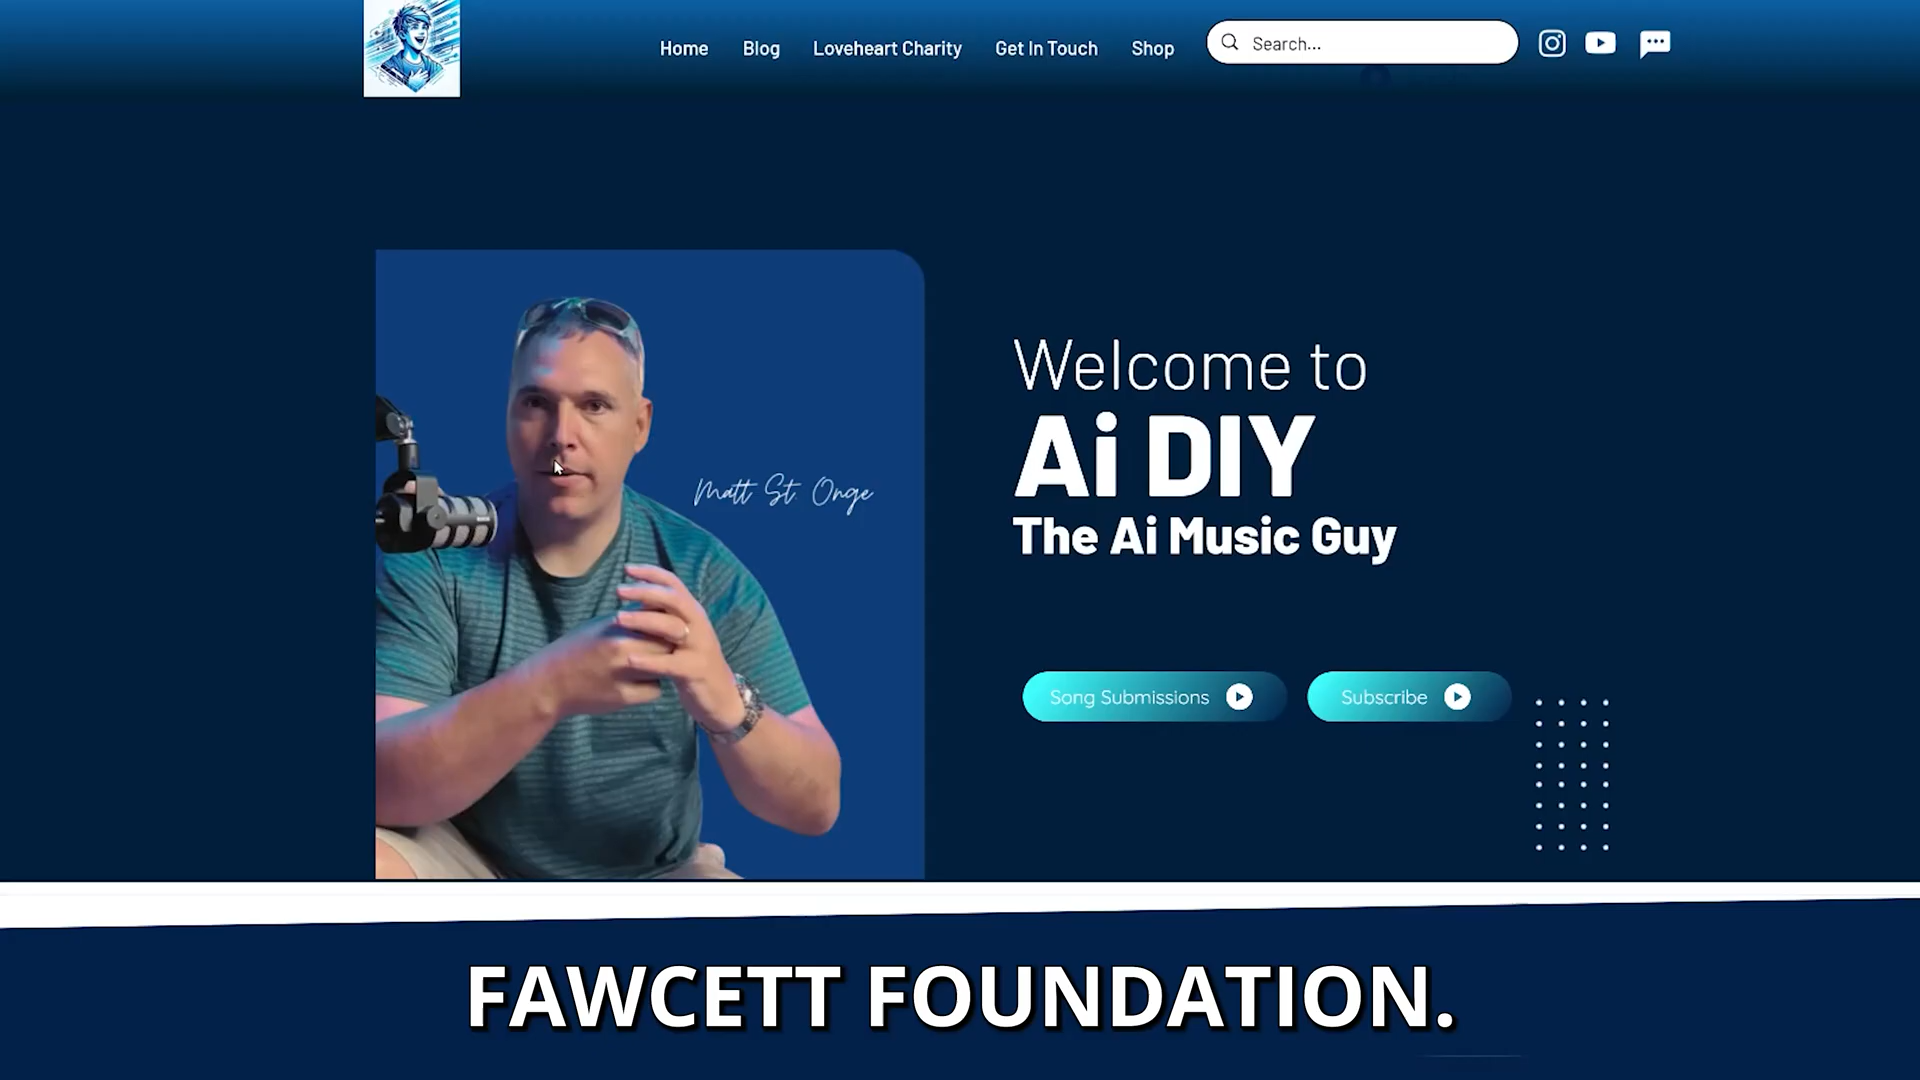 Home Blog Loveheart Charity Get In Touch Shop Search...
Matt St. Onge
Welcome to
Ai DIY
The Ai Music Guy
Song Submissions Subscribe
FAWCETT FOUNDATION.